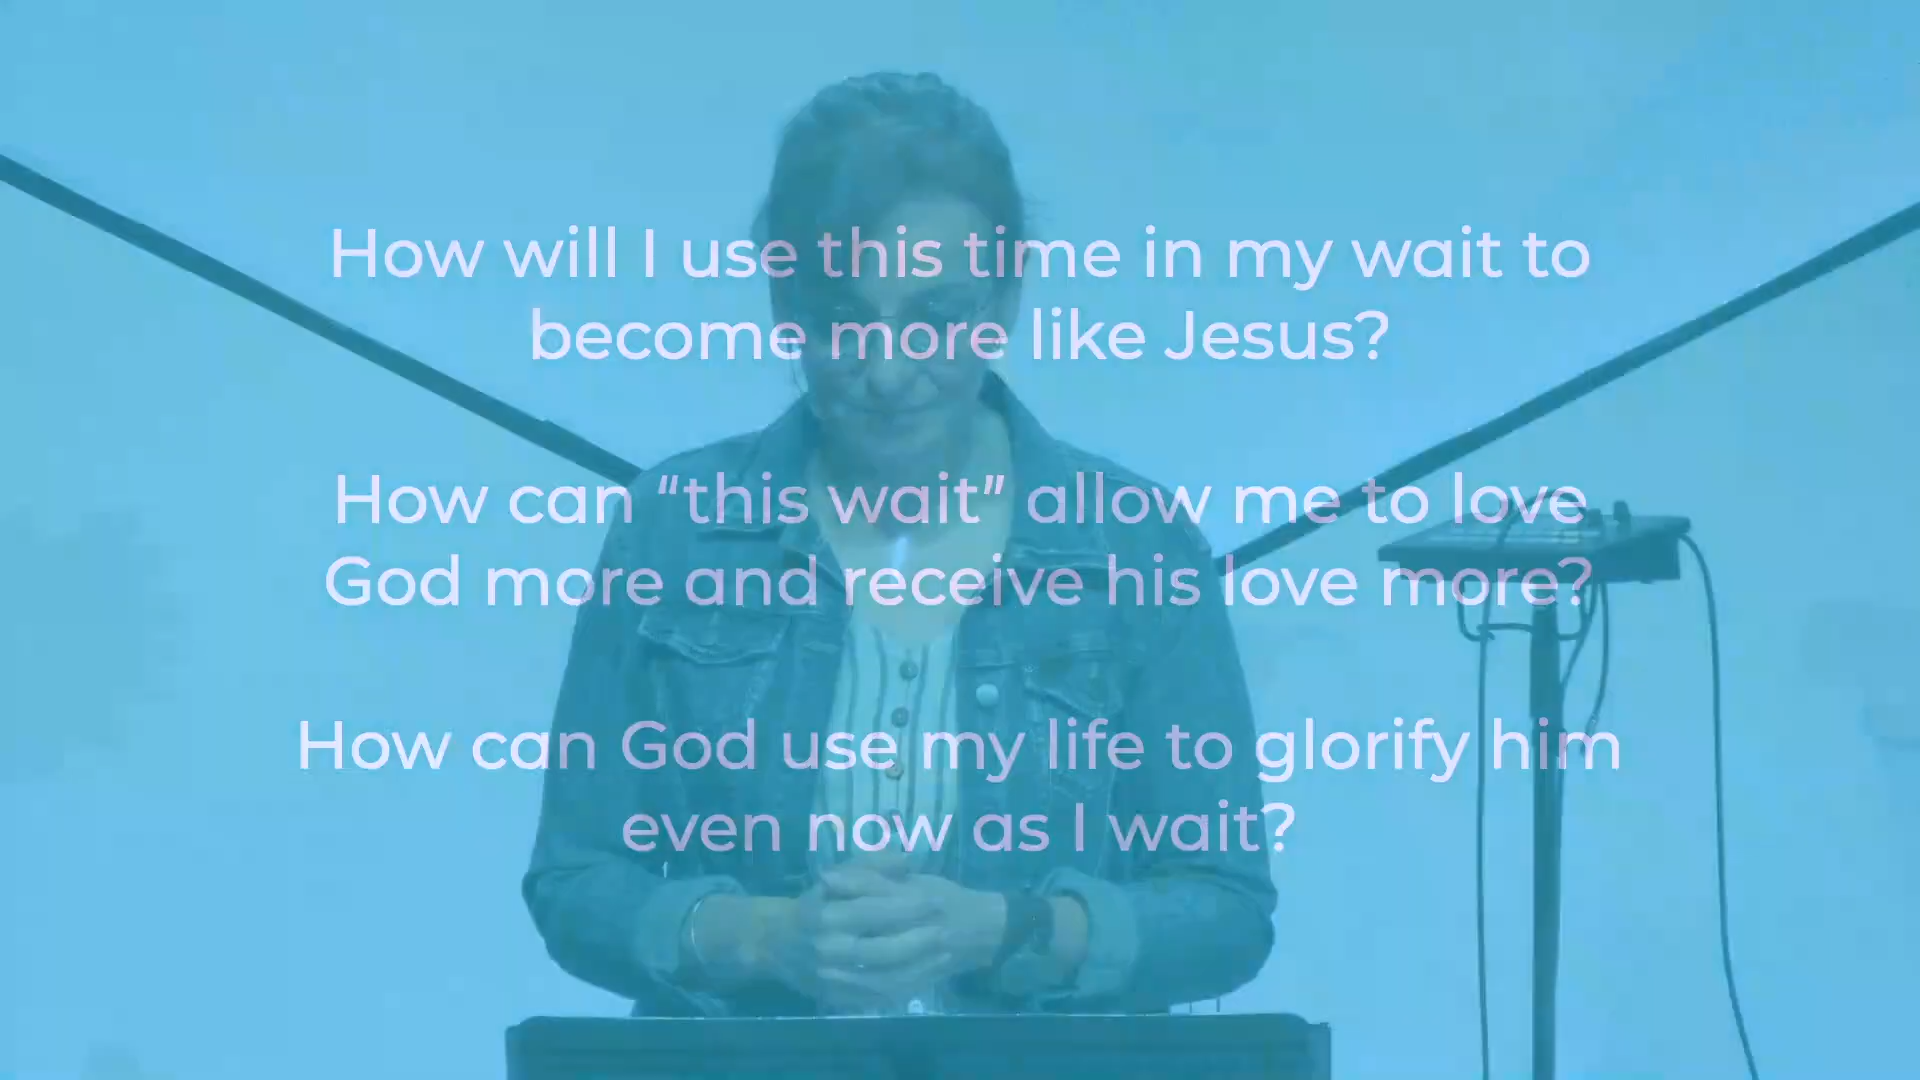 How will I use this time in my wait to
become more like Jesus?
How can “this wait” allow me to love
God more and receive his love more?
How can God use my life to glorify him
even now as I wait?